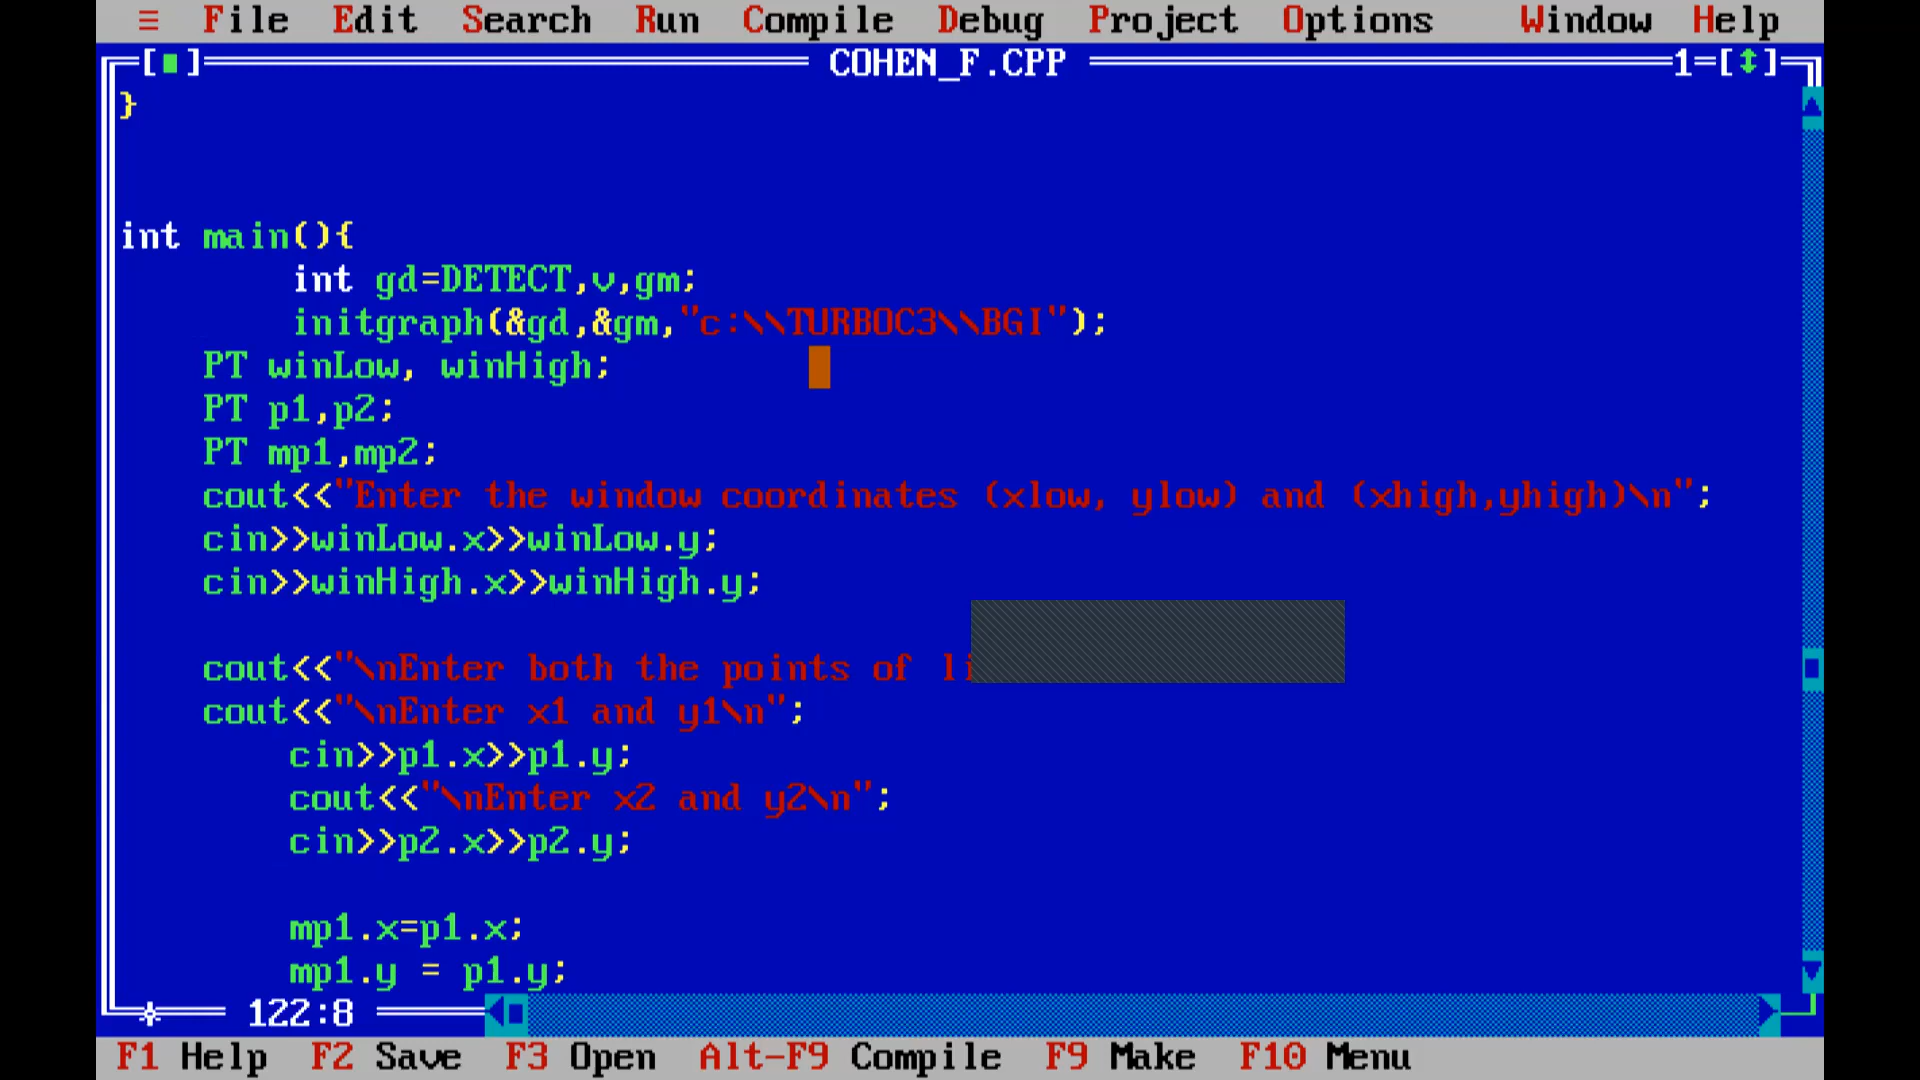 ≡ File Edit Search Run Compile Debug Project Options Window Help
[■] COHEN_F.CPP 1=[↕]
}
int main(){
int gd=DETECT,v,gm;
initgraph(&gd,&gm,"c:\\TURBOC3\\BGI");
PT winLow, winHigh;
PT p1,p2;
PT mp1,mp2;
cout<<"Enter the window coordinates (xlow, ylow) and (xhigh,yhigh)\n";
cin>>winLow.x>>winLow.y;
cin>>winHigh.x>>winHigh.y;
cout<<"\nEnter both the points of
cout<<"\nEnter x1 and y1\n";
cin>>p1.x>>p1.y;
cout<<"\nEnter x2 and y2\n";
cin>>p2.x>>p2.y;
mp1.x=p1.x;
mp1.y = p1.y;
122:8
F1 Help F2 Save F3 Open Alt-F9 Compile F9 Make F10 Menu